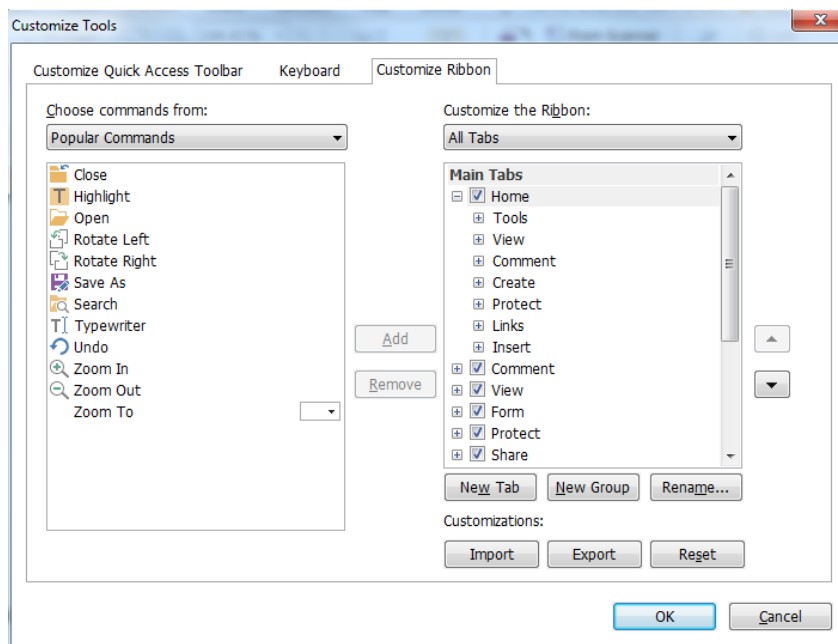 Customize Tools
Customize Quick Access Toolbar Keyboard Customize Ribbon
Choose commands from:
Popular Commands
Close
Highlight
Open
Rotate Left
Rotate Right
Save As
Search
Typewriter
Undo
Zoom In
Zoom Out
Zoom To
Add
Remove
Customize the Ribbon:
All Tabs
Main Tabs
Home
Tools
View
Comment
Create
Protect
Links
Insert
Comment
View
Form
Protect
Share
New Tab New Group Rename...
Customizations:
Import Export Reset
OK Cancel